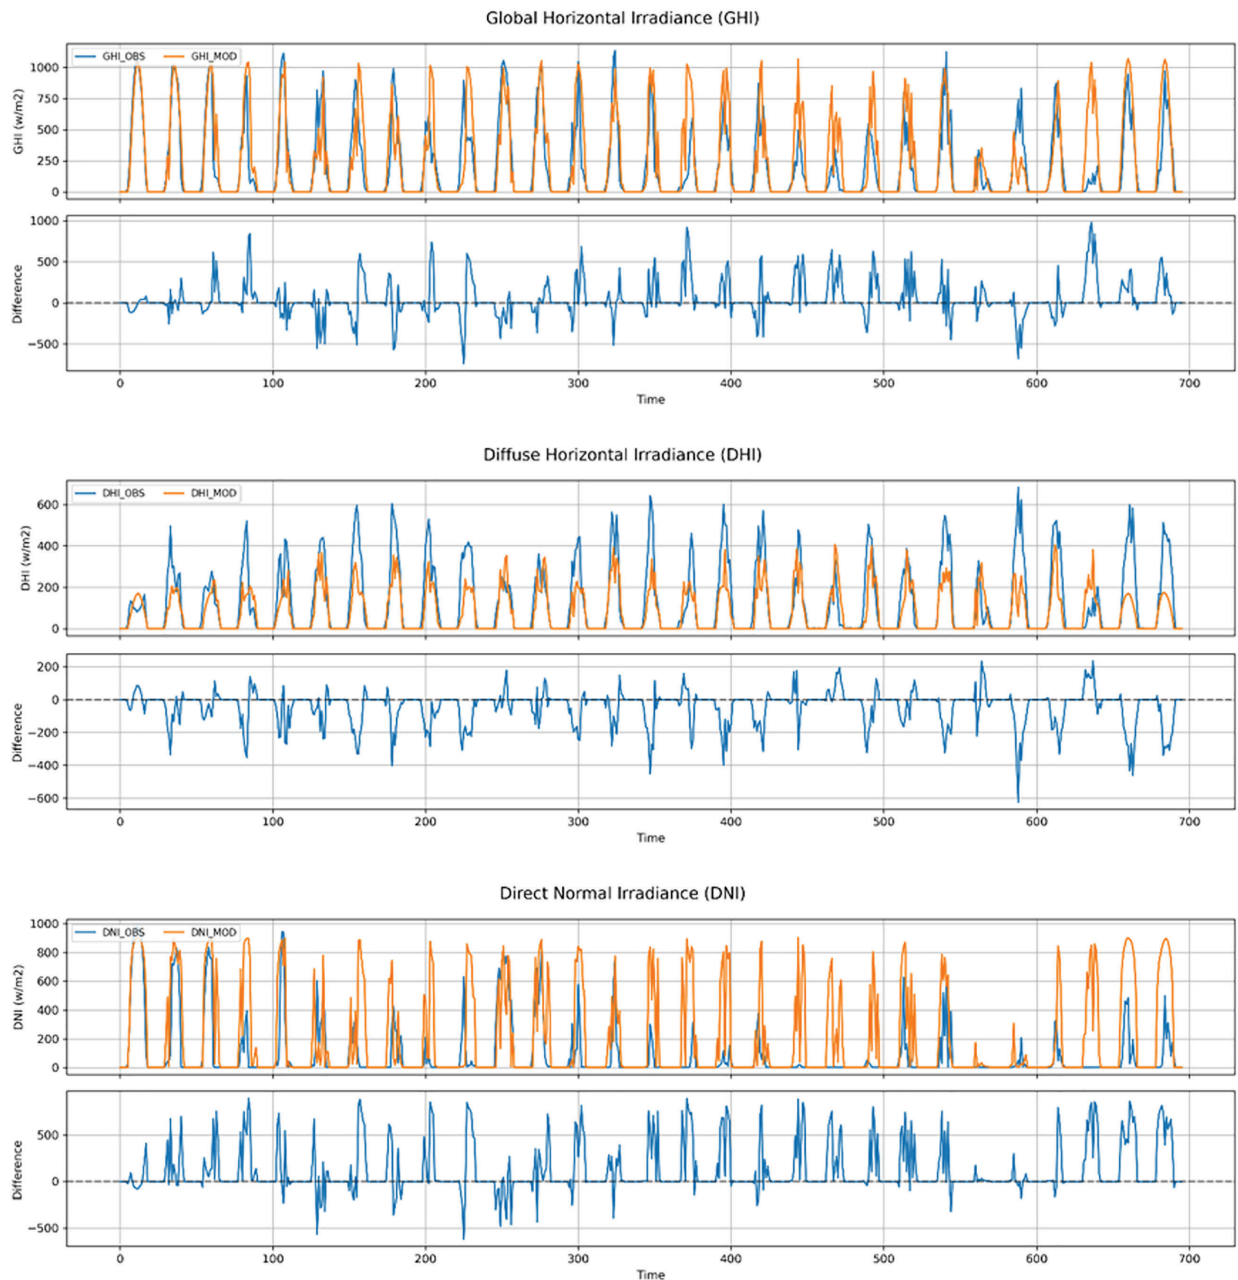 Global Horizontal Irradiance (GHI)
GHI_OBS GHI_MOD
GHI (w/m2)
1000
750
500
250
0
Difference
1000
500
0
−500
0 100 200 300 400 500 600 700
Time
Diffuse Horizontal Irradiance (DHI)
DHI_OBS DHI_MOD
DHI (w/m2)
600
400
200
0
Difference
200
0
−200
−400
−600
0 100 200 300 400 500 600 700
Time
Direct Normal Irradiance (DNI)
DNI_OBS DNI_MOD
DNI (w/m2)
1000
800
600
400
200
0
Difference
500
0
−500
0 100 200 300 400 500 600 700
Time